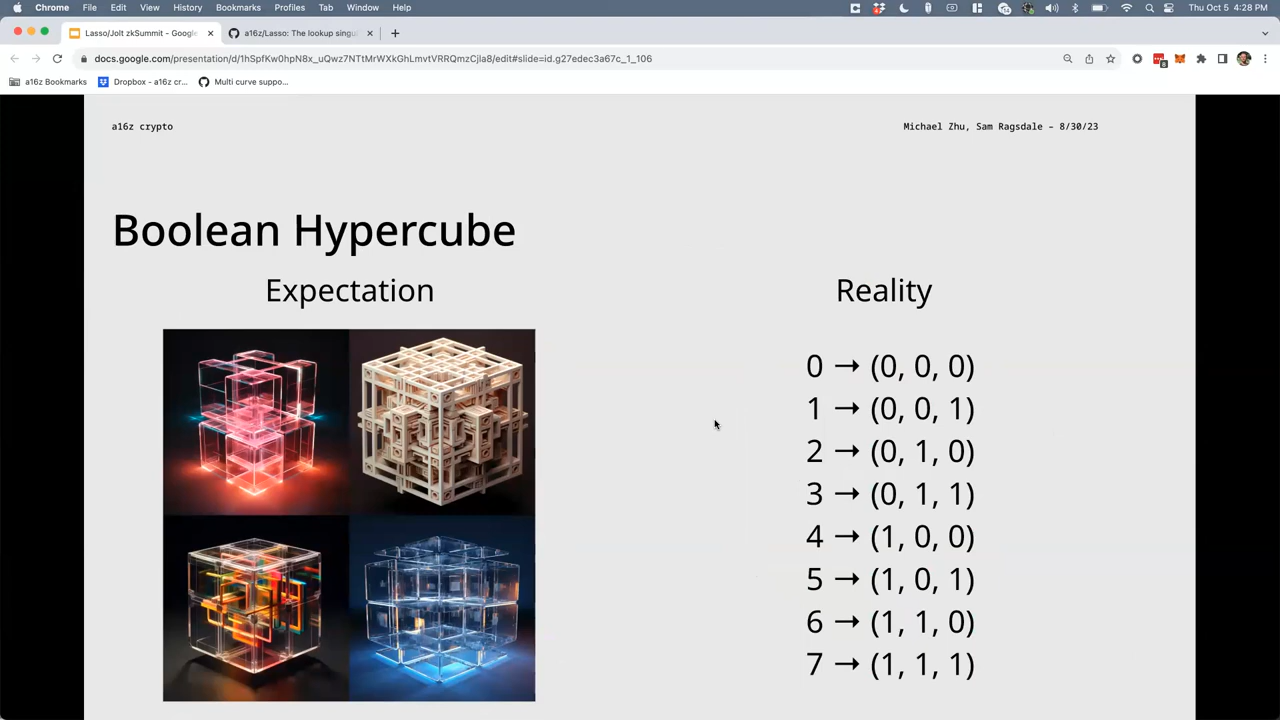 Chrome File Edit View History Bookmarks Profiles Tab Window Help Thu Oct 5 4:28 PM
Lasso/Jolt zkSummit - Google
a16z/Lasso: The lookup singu
docs.google.com/presentation/d/1hSpfKw0hpN8x_uQwz7NTtMrWXkGhLmvtVRRQmzCjla8/edit#slide=id.g27edec3a67c_1_106
a16z Bookmarks Dropbox - a16z cr... Multi curve suppo...
a16z crypto
Michael Zhu, Sam Ragsdale – 8/30/23
Boolean Hypercube
Expectation
Reality
0 → (0, 0, 0)
1 → (0, 0, 1)
2 → (0, 1, 0)
3 → (0, 1, 1)
4 → (1, 0, 0)
5 → (1, 0, 1)
6 → (1, 1, 0)
7 → (1, 1, 1)